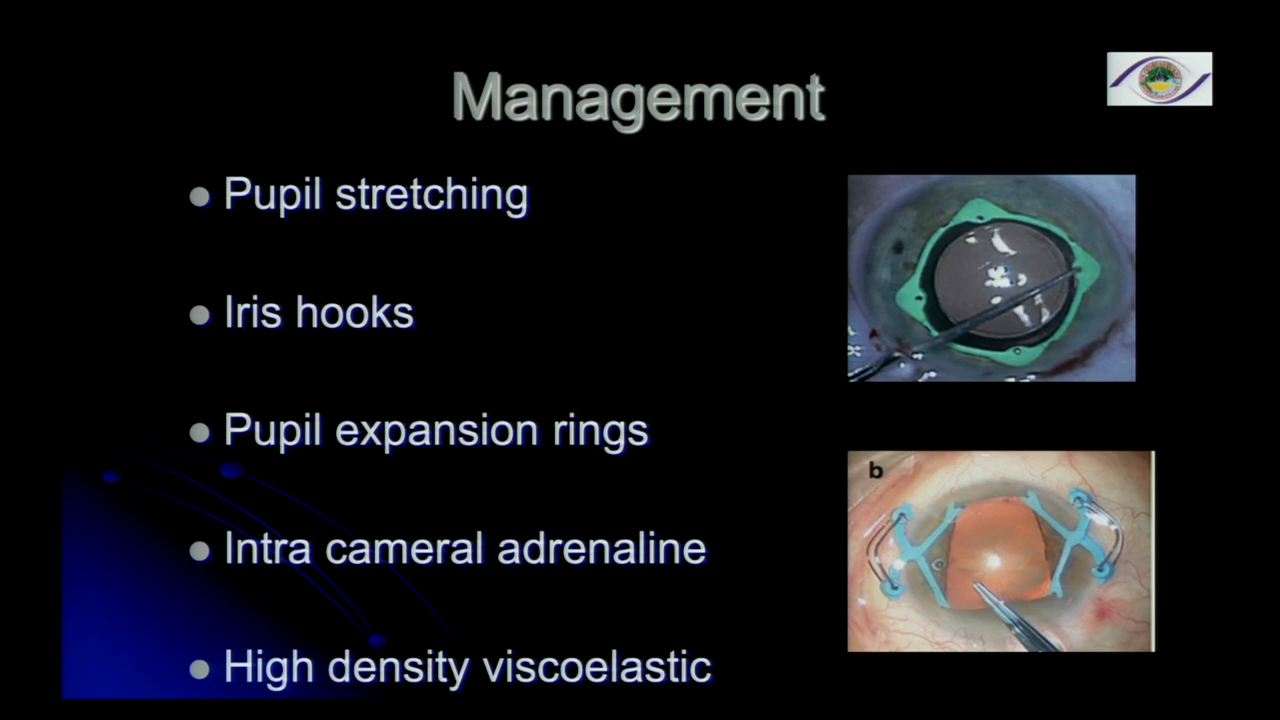 Management
Pupil stretching
Iris hooks
Pupil expansion rings
Intra cameral adrenaline
High density viscoelastic
b